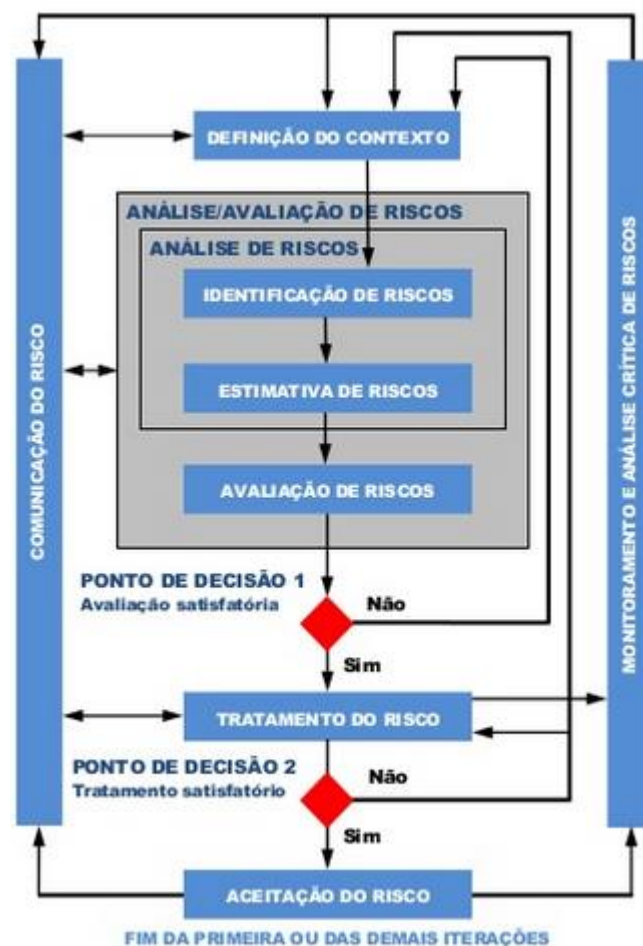 DEFINIÇÃO DO CONTEXTO
ANÁLISE/AVALIAÇÃO DE RISCOS
ANÁLISE DE RISCOS
IDENTIFICAÇÃO DE RISCOS
ESTIMATIVA DE RISCOS
AVALIAÇÃO DE RISCOS
COMUNICAÇÃO DO RISCO
MONITORAMENTO E ANÁLISE CRÍTICA DE RISCOS
PONTO DE DECISÃO 1
Avaliação satisfatória
Não
Sim
TRATAMENTO DO RISCO
PONTO DE DECISÃO 2
Tratamento satisfatório
Não
Sim
ACEITAÇÃO DO RISCO
FIM DA PRIMEIRA OU DAS DEMAIS ITERAÇÕES